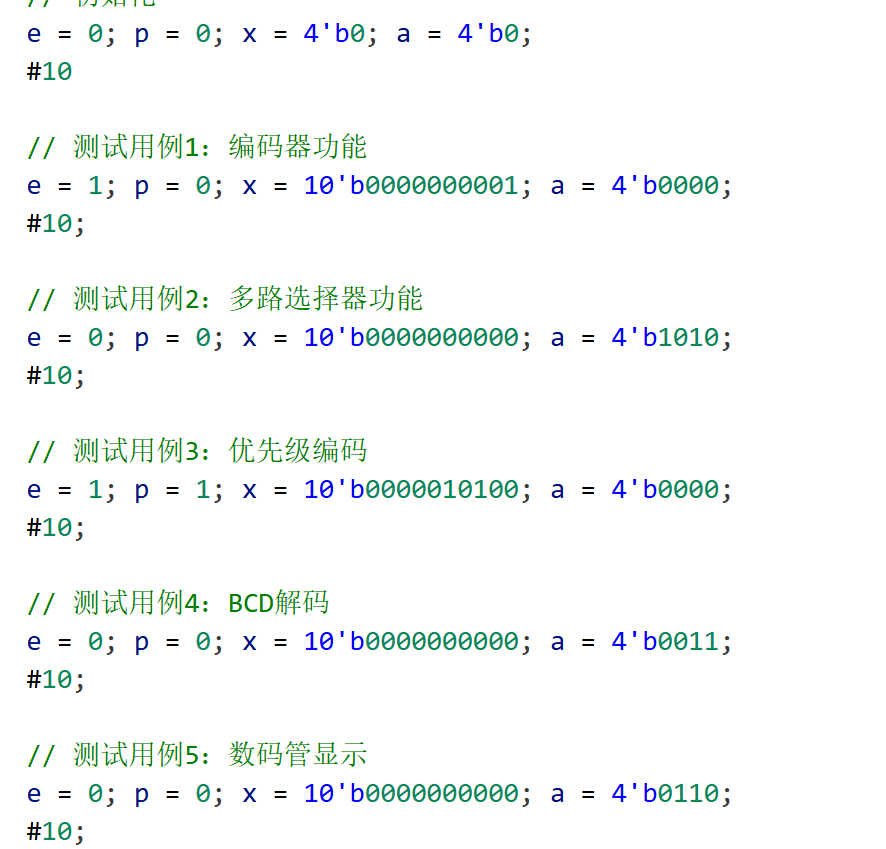 e = 0; p = 0; x = 4'b0; a = 4'b0;
#10
// 测试用例1：编码器功能
e = 1; p = 0; x = 10'b0000000001; a = 4'b0000;
#10;
// 测试用例2：多路选择器功能
e = 0; p = 0; x = 10'b0000000000; a = 4'b1010;
#10;
// 测试用例3：优先级编码
e = 1; p = 1; x = 10'b0000010100; a = 4'b0000;
#10;
// 测试用例4：BCD解码
e = 0; p = 0; x = 10'b0000000000; a = 4'b0011;
#10;
// 测试用例5：数码管显示
e = 0; p = 0; x = 10'b0000000000; a = 4'b0110;
#10;